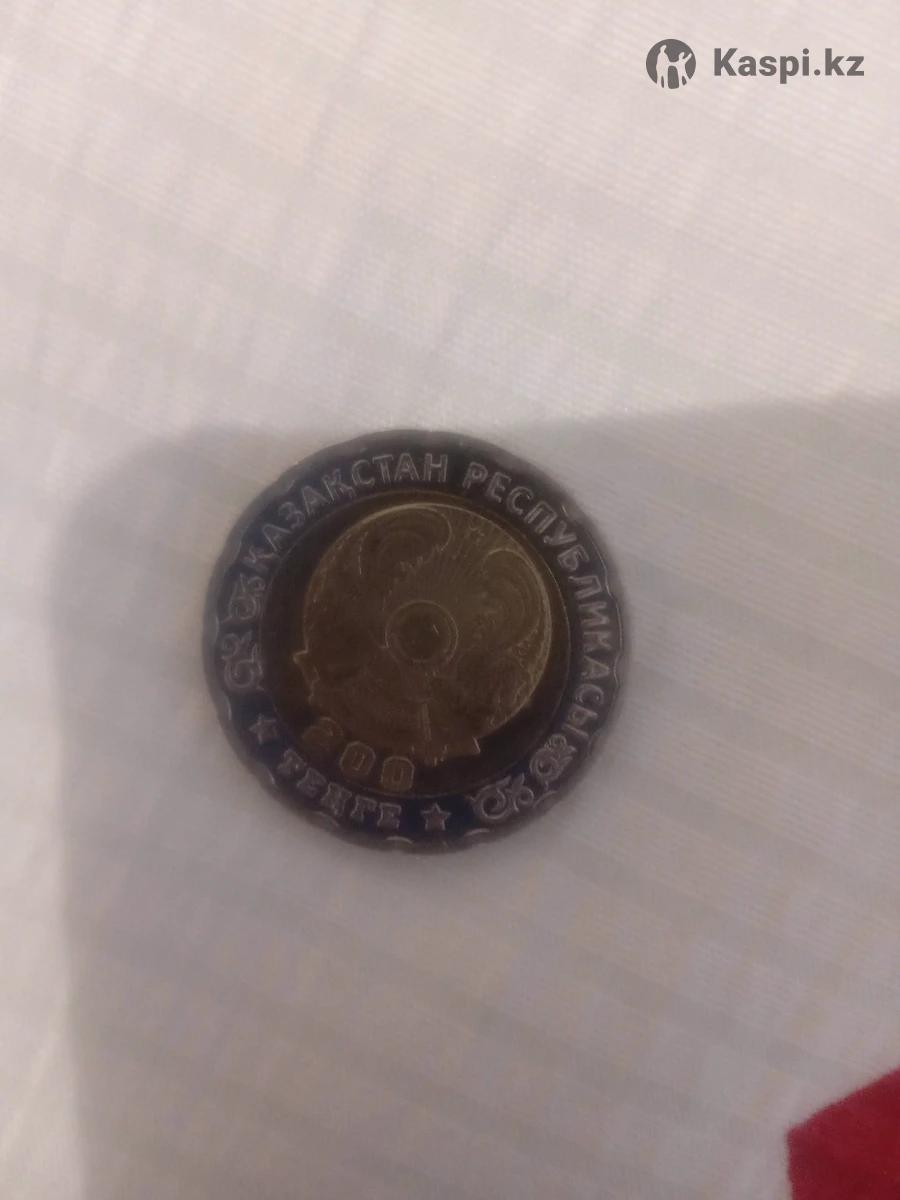 Kaspi.kz
ҚАЗАҚСТАН РЕСПУБЛИКАСЫ
200
ТЕҢГЕ